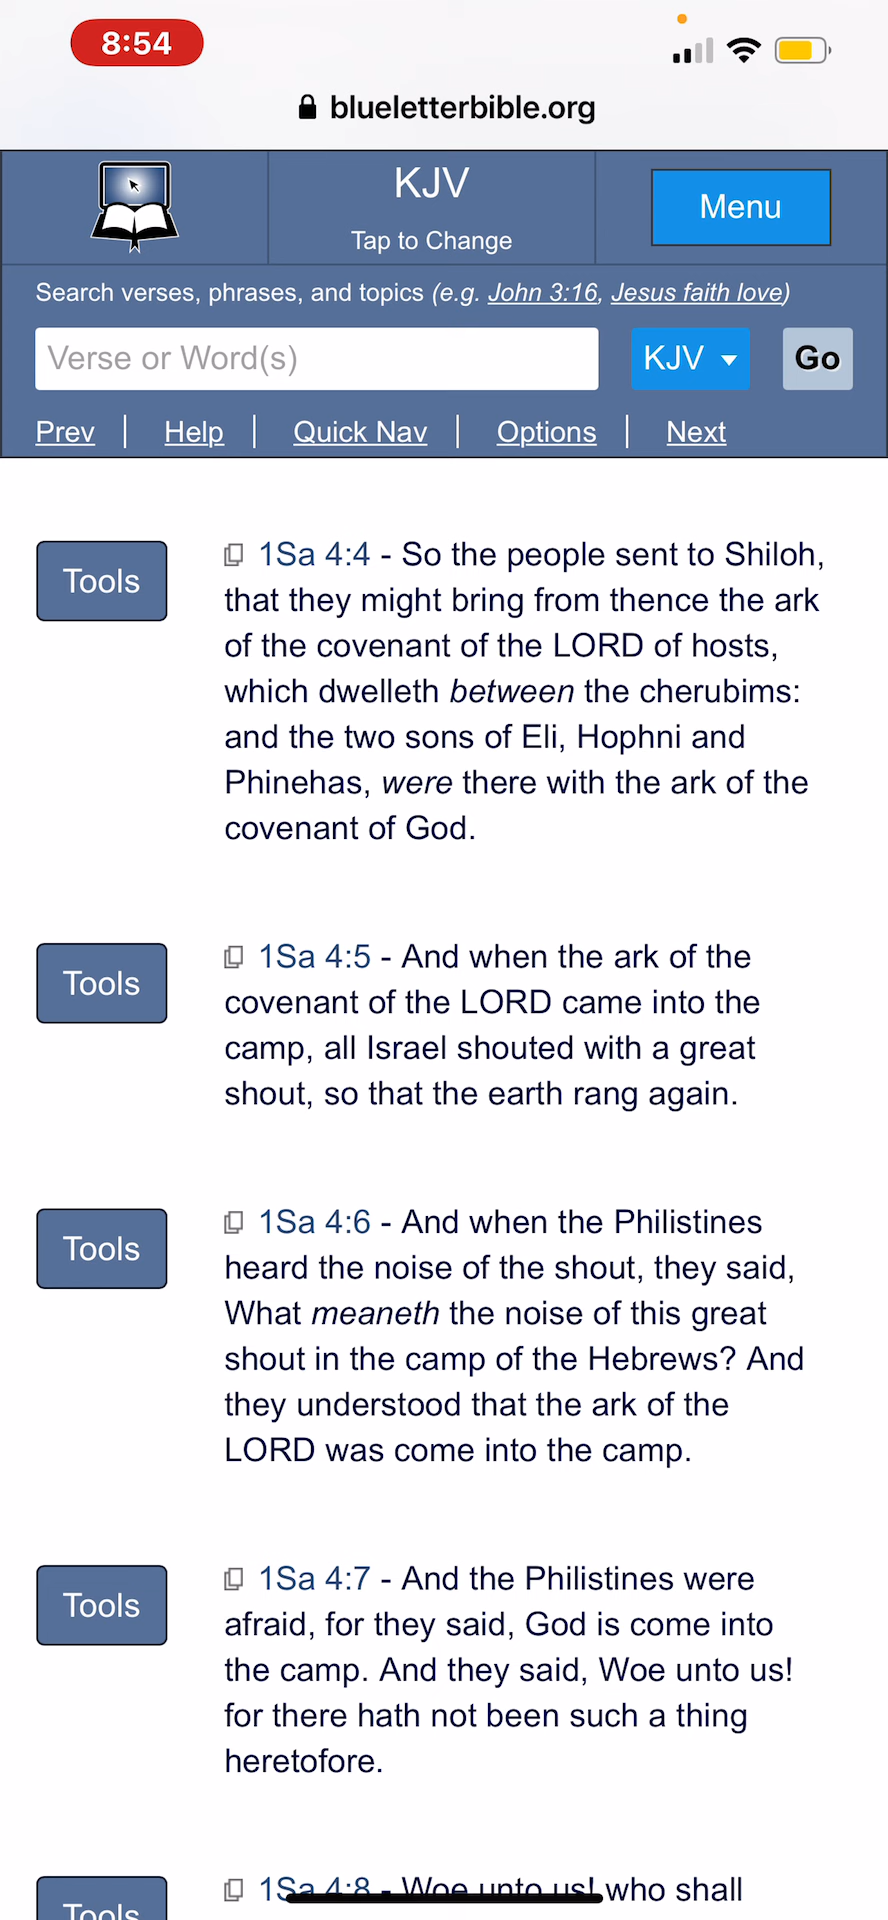 8:54
blueletterbible.org
KJV
Tap to Change
Menu
Search verses, phrases, and topics (e.g. John 3:16, Jesus faith love)
Verse or Word(s)
KJV
Go
Prev | Help | Quick Nav | Options | Next
Tools
1Sa 4:4 - So the people sent to Shiloh,
that they might bring from thence the ark
of the covenant of the LORD of hosts,
which dwelleth between the cherubims:
and the two sons of Eli, Hophni and
Phinehas, were there with the ark of the
covenant of God.
Tools
1Sa 4:5 - And when the ark of the
covenant of the LORD came into the
camp, all Israel shouted with a great
shout, so that the earth rang again.
Tools
1Sa 4:6 - And when the Philistines
heard the noise of the shout, they said,
What meaneth the noise of this great
shout in the camp of the Hebrews? And
they understood that the ark of the
LORD was come into the camp.
Tools
1Sa 4:7 - And the Philistines were
afraid, for they said, God is come into
the camp. And they said, Woe unto us!
for there hath not been such a thing
heretofore.
Tools
1Sa 4:8 - Woe unto us! who shall